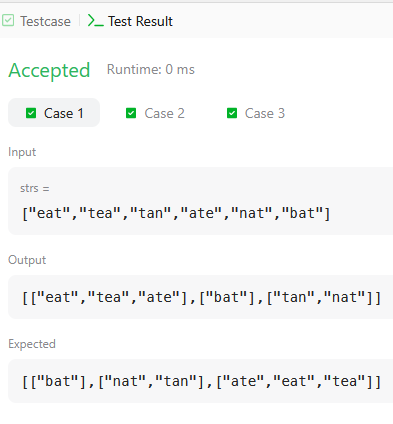 Testcase
Test Result
Accepted Runtime: 0 ms
Case 1 Case 2 Case 3
Input
strs =
["eat","tea","tan","ate","nat","bat"]
Output
[["eat","tea","ate"],["bat"],["tan","nat"]]
Expected
[["bat"],["nat","tan"],["ate","eat","tea"]]